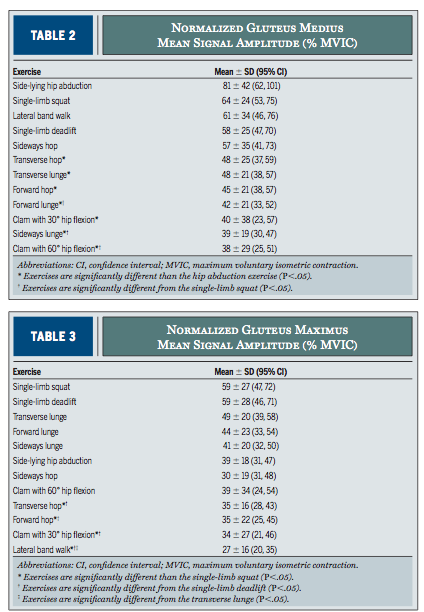 TABLE 2
Normalized Gluteus Medius
Mean Signal Amplitude (% MVIC)
Exercise Mean ± SD (95% CI)
Side-lying hip abduction 81 ± 42 (62, 101)
Single-limb squat 64 ± 24 (53, 75)
Lateral band walk 61 ± 34 (46, 76)
Single-limb deadlift 58 ± 25 (47, 70)
Sideways hop 57 ± 35 (41, 73)
Transverse hop* 48 ± 25 (37, 59)
Transverse lunge* 48 ± 21 (38, 57)
Forward hop* 45 ± 21 (38, 57)
Forward lunge*† 42 ± 21 (33, 52)
Clam with 30° hip flexion* 40 ± 38 (23, 57)
Sideways lunge*† 39 ± 19 (30, 47)
Clam with 60° hip flexion*† 38 ± 29 (25, 51)
Abbreviations: CI, confidence interval; MVIC, maximum voluntary isometric contraction.
* Exercises are significantly different than the hip abduction exercise (P<.05).
† Exercises are significantly different from the single-limb squat (P<.05).
TABLE 3
Normalized Gluteus Maximus
Mean Signal Amplitude (% MVIC)
Exercise Mean ± SD (95% CI)
Single-limb squat 59 ± 27 (47, 72)
Single-limb deadlift 59 ± 28 (46, 71)
Transverse lunge 49 ± 20 (39, 58)
Forward lunge 44 ± 23 (33, 54)
Sideways lunge 41 ± 20 (32, 50)
Side-lying hip abduction 39 ± 18 (31, 47)
Sideways hop 30 ± 19 (31, 48)
Clam with 60° hip flexion 39 ± 34 (24, 54)
Transverse hop*† 35 ± 16 (28, 43)
Forward hop*† 35 ± 22 (25, 45)
Clam with 30° hip flexion*† 34 ± 27 (21, 46)
Lateral band walk*†‡ 27 ± 16 (20, 35)
Abbreviations: CI, confidence interval; MVIC, maximum voluntary isometric contraction.
* Exercises are significantly different than the single-limb squat (P<.05).
† Exercises are significantly different from the single-limb deadlift (P<.05).
‡ Exercises are significantly different from the transverse lunge (P<.05).